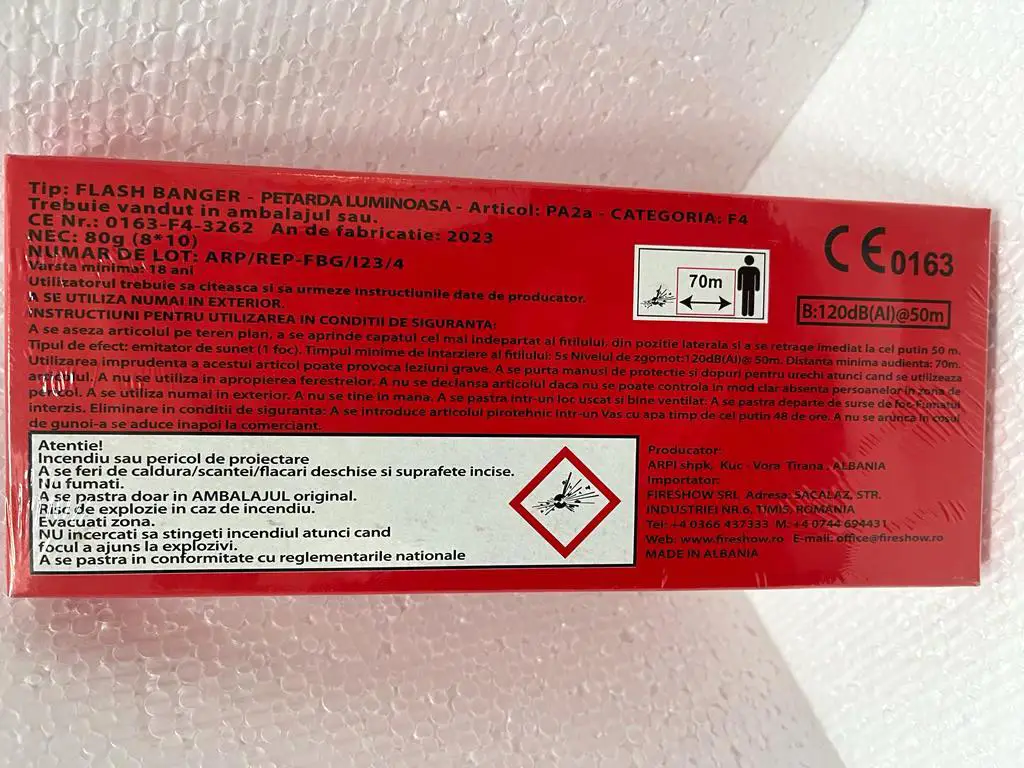 Tip: FLASH BANGER - PETARDA LUMINOASA - Articol: PA2a - CATEGORIA: F4
Trebuie vandut in ambalajul sau.
CE Nr.: 0163-F4-3262 An de fabricatie: 2023
NEC: 80g (8*10)
NUMAR DE LOT: ARP/REP-FBG/I23/4
Varsta minima: 18 ani
Utilizatorul trebuie sa citeasca si sa urmeze instructiunile date de producator.
A SE UTILIZA NUMAI IN EXTERIOR.
INSTRUCTIUNI PENTRU UTILIZAREA IN CONDITII DE SIGURANTA:
A se aseza articolul pe teren plan, a se aprinde capatul cel mai indepartat al fitilului, din pozitie laterala si a se retrage imediat la cel putin 50 m.
Tipul de efect: emitator de sunet (1 foc). Timpul minime de intarziere al fitilului: 5s Nivelul de zgomot:120dB(AI)@ 50m. Distanta minima audienta: 70m.
Utilizarea imprudenta a acestui articol poate provoca leziuni grave. A se purta manusi de protectie si dopuri pentru urechi atunci cand se utilizeaza
articolul. A nu se utiliza in apropierea ferestrelor. A nu se declansa articolul daca nu se poate controla in mod clar absenta persoanelor in zona de
pericol. A se utiliza numai in exterior. A nu se tine in mana. A se pastra intr-un loc uscat si bine ventilat. A se pastra departe de surse de foc. Fumatul
interzis. Eliminare in conditii de siguranta: A se introduce articolul pirotehnic intr-un Vas cu apa timp de cel putin 48 de ore. A nu se arunca in cosul
de gunoi-a se aduce inapoi la comerciant.
70m
CE 0163
B:120dB(AI)@50m
Atentie!
Incendiu sau pericol de proiectare
A se feri de caldura/scantei/flacari deschise si suprafete incise.
Nu fumati.
A se pastra doar in AMBALAJUL original.
Risc de explozie in caz de incendiu.
Evacuati zona.
NU incercati sa stingeti incendiul atunci cand
focul a ajuns la explozivi.
A se pastra in conformitate cu reglementarile nationale
Producator:
ARPI shpk, Kuc - Vora Tirana, ALBANIA
Importator:
FIRESHOW SRL Adresa: SACALAZ, STR.
INDUSTRIEI NR.6, TIMIS, ROMANIA
Tel: +4 0366 437333 M: +4 0744 694431
Web: www.fireshow.ro E-mail: office@fireshow.ro
MADE IN ALBANIA